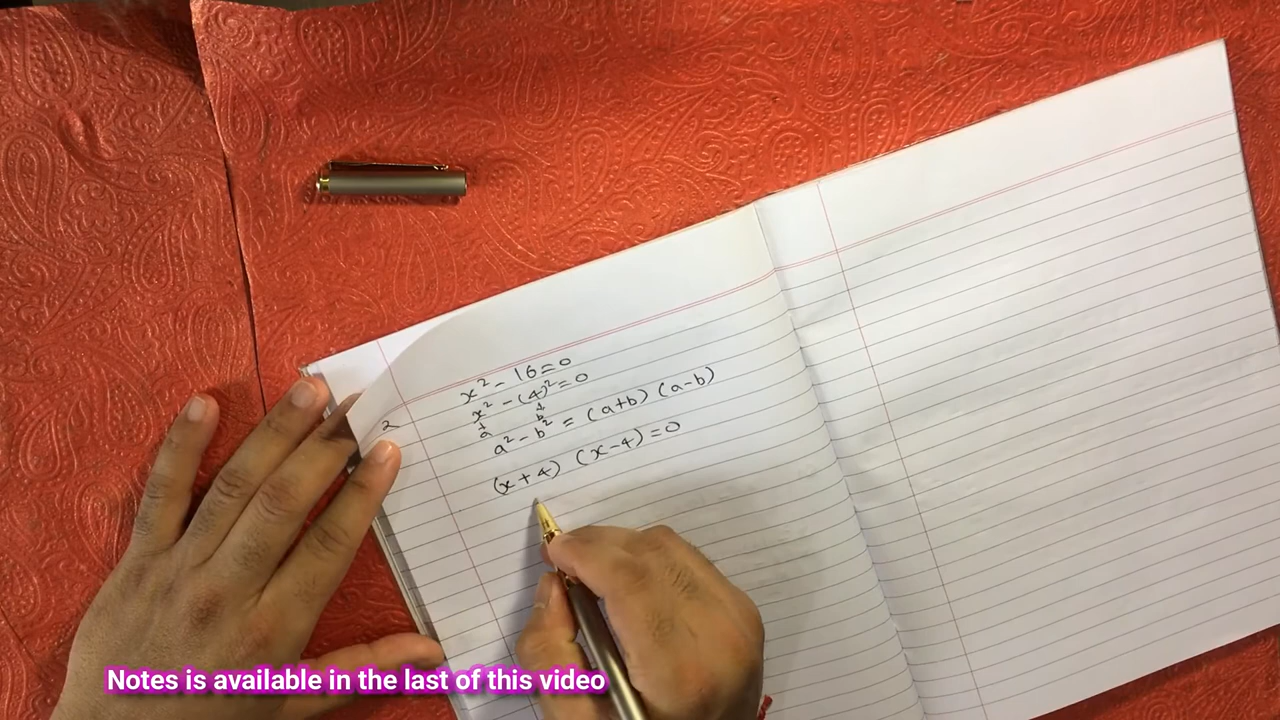 x² - 16 = 0
x² - (4)² = 0
↓ ↓
a b
2
a² - b² = (a+b) (a-b)
(x+4) (x-4) = 0
Notes is available in the last of this video